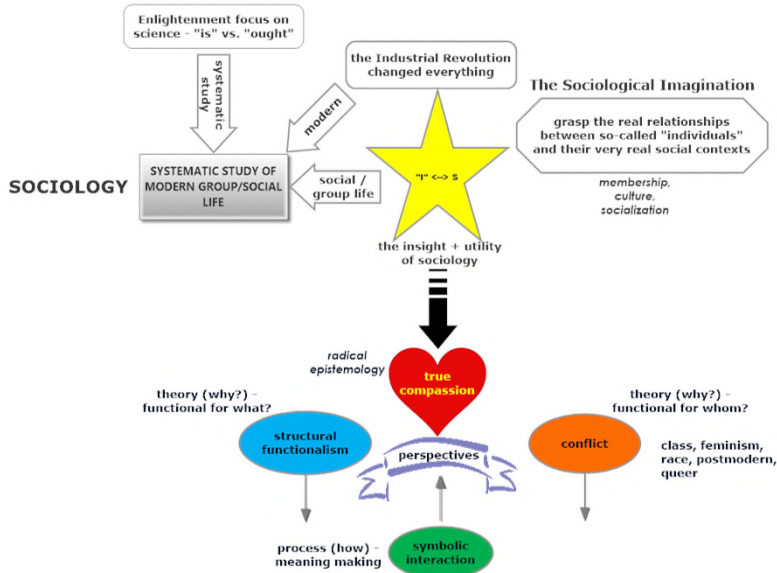 Enlightenment focus on
science - "is" vs. "ought"
the Industrial Revolution
changed everything
The Sociological Imagination
systematic
study
modern
grasp the real relationships
between so-called "individuals"
and their very real social contexts
SOCIOLOGY
SYSTEMATIC STUDY OF
MODERN GROUP/SOCIAL
LIFE
social /
group life
"I" <--> S
membership,
culture,
socialization
the insight + utility
of sociology
radical
epistemology
true
compassion
theory (why?) -
functional for what?
theory (why?) -
functional for whom?
structural
functionalism
perspectives
conflict
class, feminism,
race, postmodern,
queer
process (how) -
meaning making
symbolic
interaction